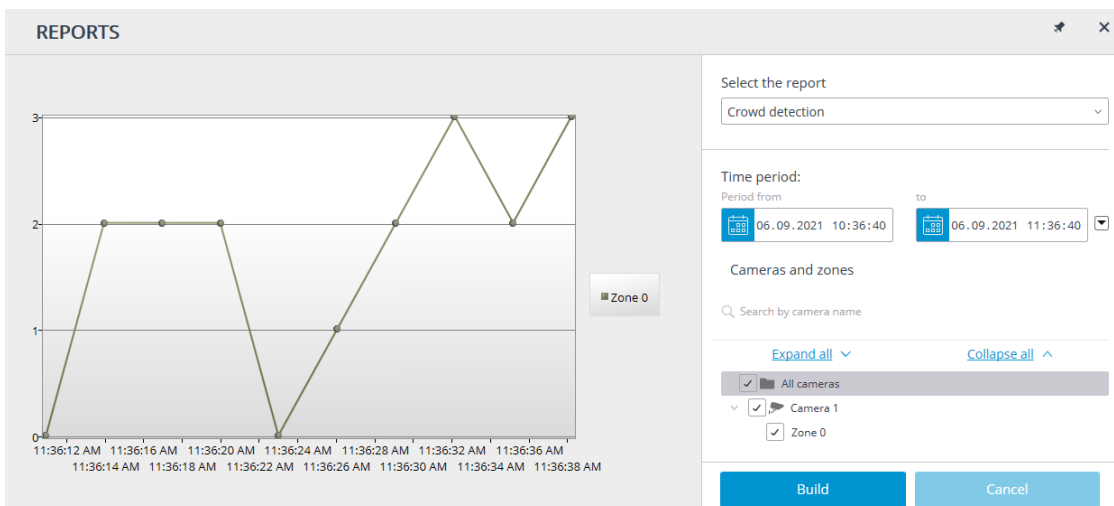 REPORTS
3
2
1
0
11:36:12 AM 11:36:16 AM 11:36:20 AM 11:36:24 AM 11:36:28 AM 11:36:32 AM 11:36:36 AM
11:36:14 AM 11:36:18 AM 11:36:22 AM 11:36:26 AM 11:36:30 AM 11:36:34 AM 11:36:38 AM
Zone 0
Select the report
Crowd detection
Time period:
Period from to
06.09.2021 10:36:40 06.09.2021 11:36:40
Cameras and zones
Search by camera name
Expand all Collapse all
All cameras
Camera 1
Zone 0
Build Cancel